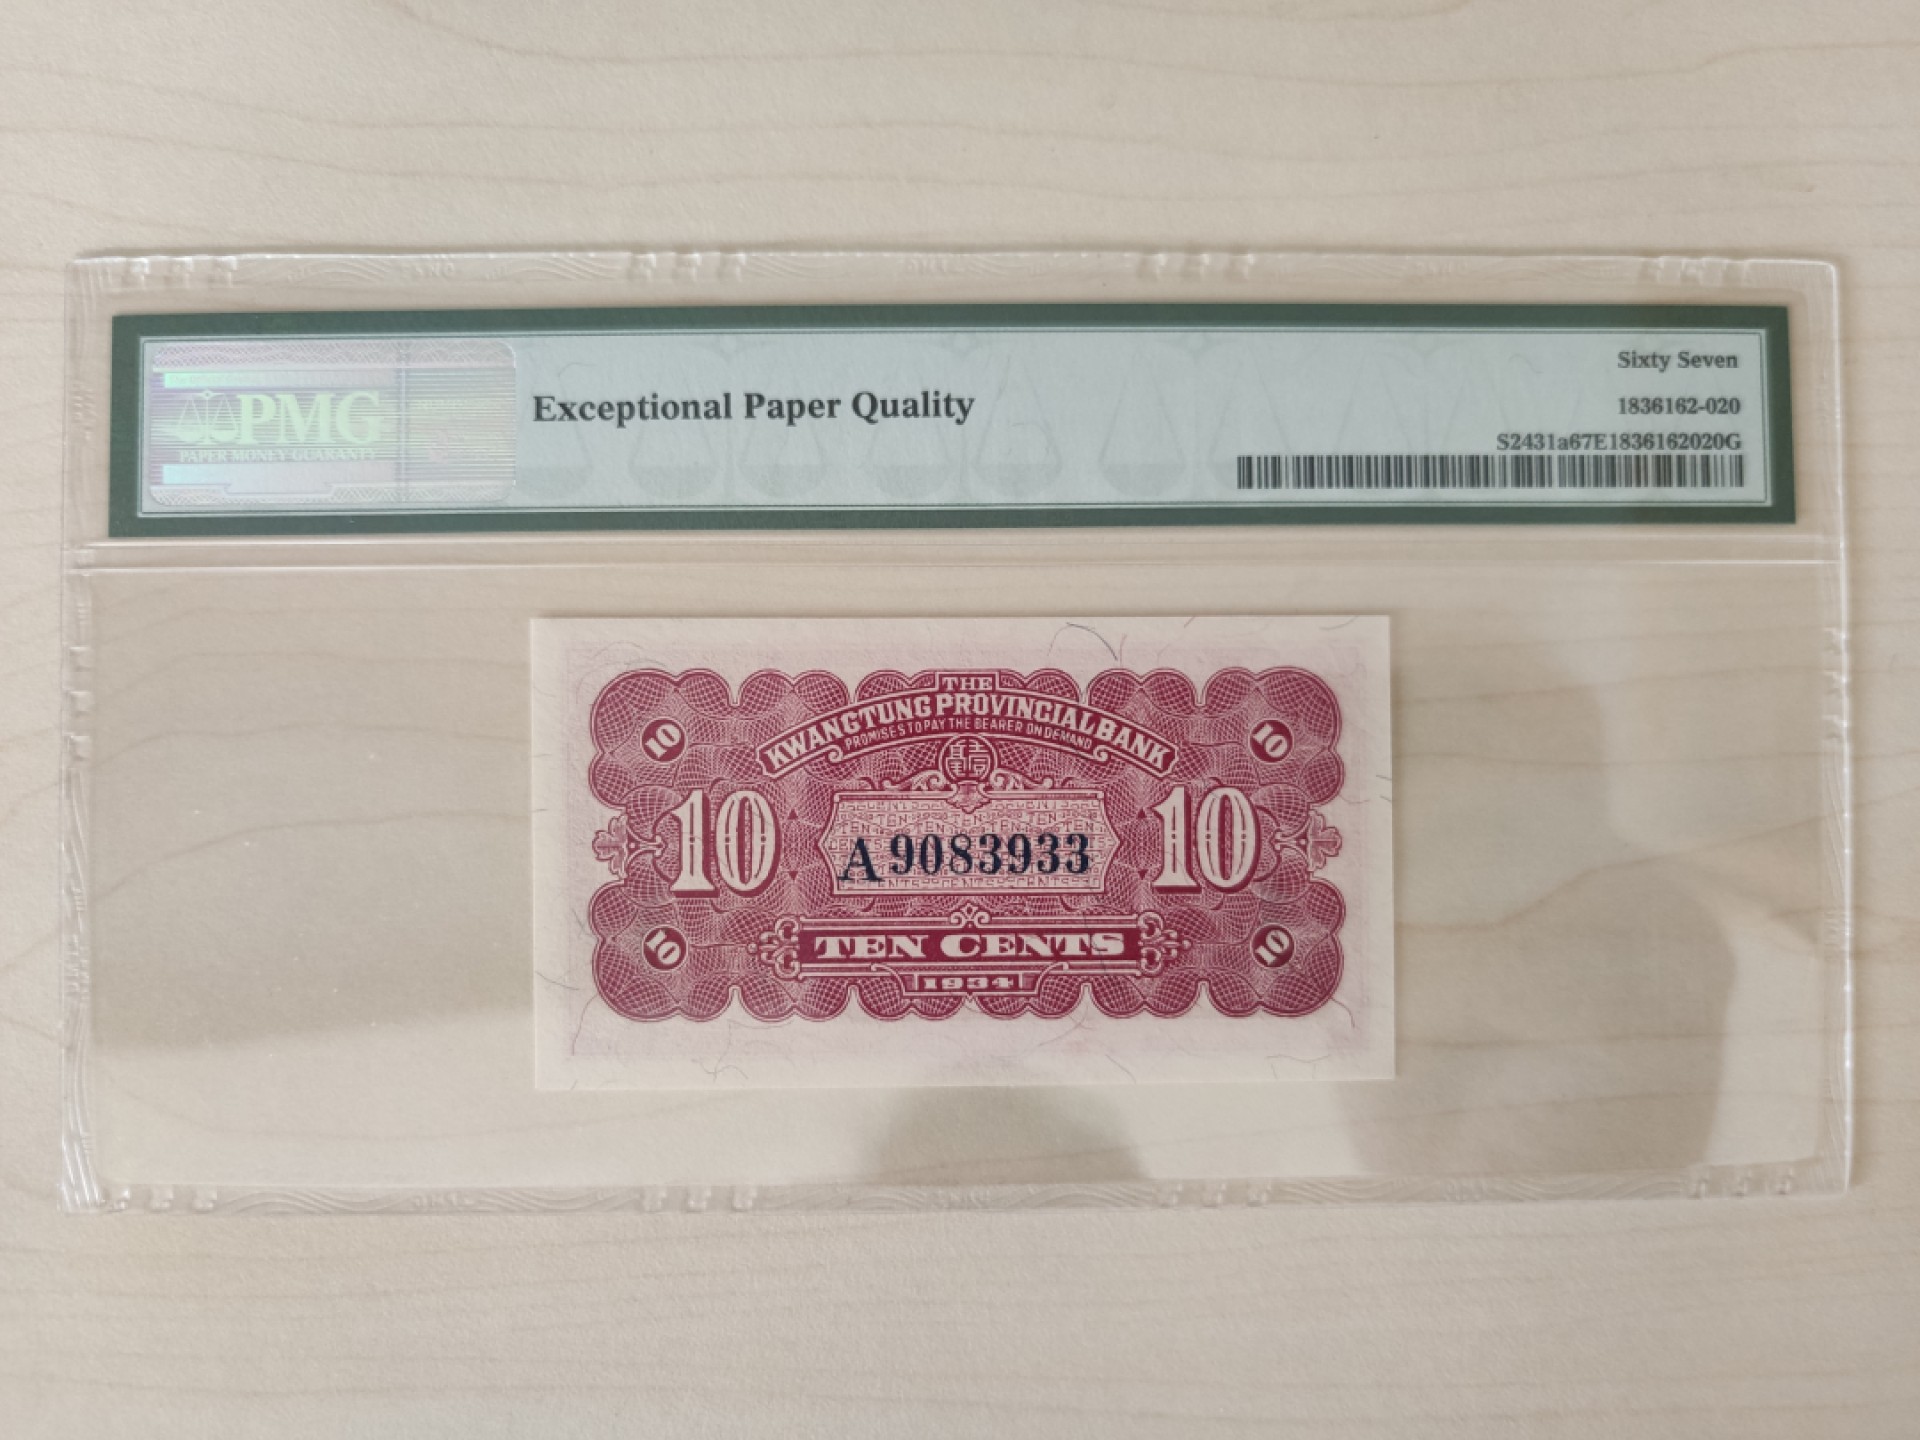 Sixty Seven
PMG
PAPER MONEY GUARANTY
Exceptional Paper Quality
1836162-020
S2431a67E1836162020G
THE
KWANGTUNG PROVINCIAL BANK
PROMISES TO PAY THE BEARER ON DEMAND
10 10
10 A9083933 10
10 TEN CENTS 10
1934